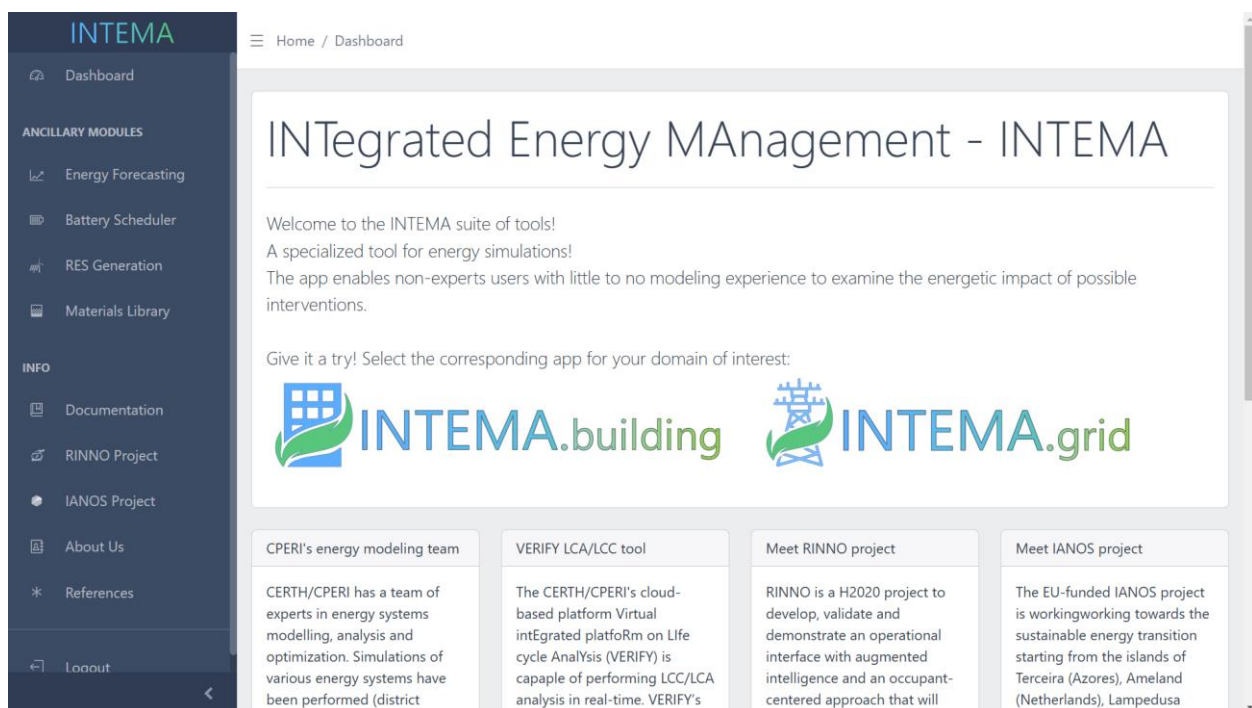 INTEMA
Dashboard
ANCILLARY MODULES
Energy Forecasting
Battery Scheduler
RES Generation
Materials Library
INFO
Documentation
RINNO Project
IANOS Project
About Us
References
Logout
Home / Dashboard
INTegrated Energy MAnagement - INTEMA
Welcome to the INTEMA suite of tools!
A specialized tool for energy simulations!
The app enables non-experts users with little to no modeling experience to examine the energetic impact of possible
interventions.
Give it a try! Select the corresponding app for your domain of interest:
INTEMA.building
INTEMA.grid
CPERI's energy modeling team
CERTH/CPERI has a team of
experts in energy systems
modelling, analysis and
optimization. Simulations of
various energy systems have
been performed (district
VERIFY LCA/LCC tool
The CERTH/CPERI's cloud-
based platform Virtual
intEgrated platfoRm on LIfe
cycle AnalYsis (VERIFY) is
capaple of performing LCC/LCA
analysis in real-time. VERIFY's
Meet RINNO project
RINNO is a H2020 project to
develop, validate and
demonstrate an operational
interface with augmented
intelligence and an occupant-
centered approach that will
Meet IANOS project
The EU-funded IANOS project
is workingworking towards the
sustainable energy transition
starting from the islands of
Terceira (Azores), Ameland
(Netherlands), Lampedusa